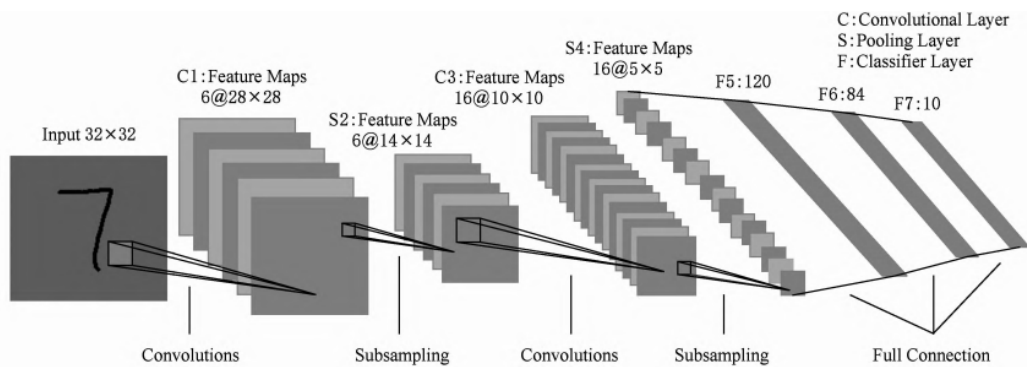 C:Convolutional Layer
S:Pooling Layer
F:Classifier Layer
Input 32×32
C1:Feature Maps
6@28×28
S2:Feature Maps
6@14×14
C3:Feature Maps
16@10×10
S4:Feature Maps
16@5×5
F5:120
F6:84
F7:10
7
Convolutions
Subsampling
Convolutions
Subsampling
Full Connection